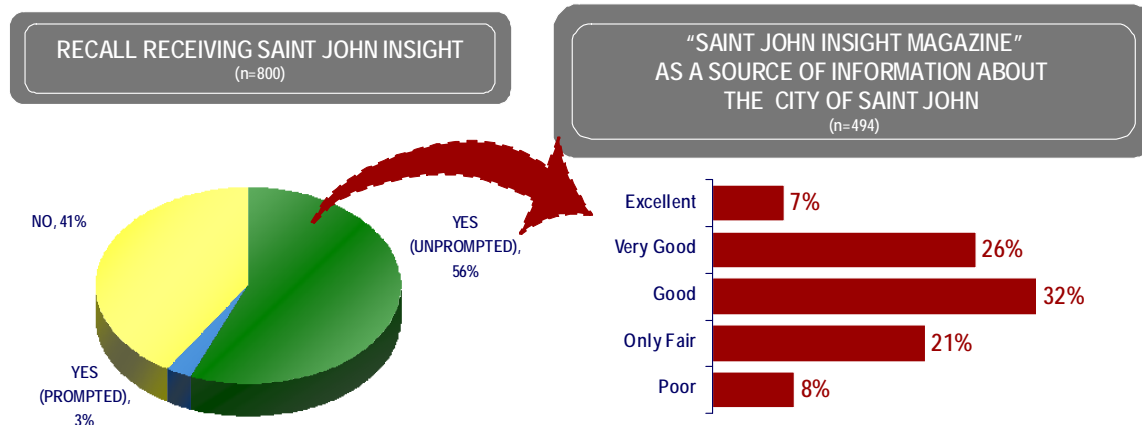 RECALL RECEIVING SAINT JOHN INSIGHT
(n=800)
"SAINT JOHN INSIGHT MAGAZINE"
AS A SOURCE OF INFORMATION ABOUT
THE CITY OF SAINT JOHN
(n=494)
NO, 41%
YES
(UNPROMPTED),
56%
YES
(PROMPTED),
3%
Excellent 7%
Very Good 26%
Good 32%
Only Fair 21%
Poor 8%